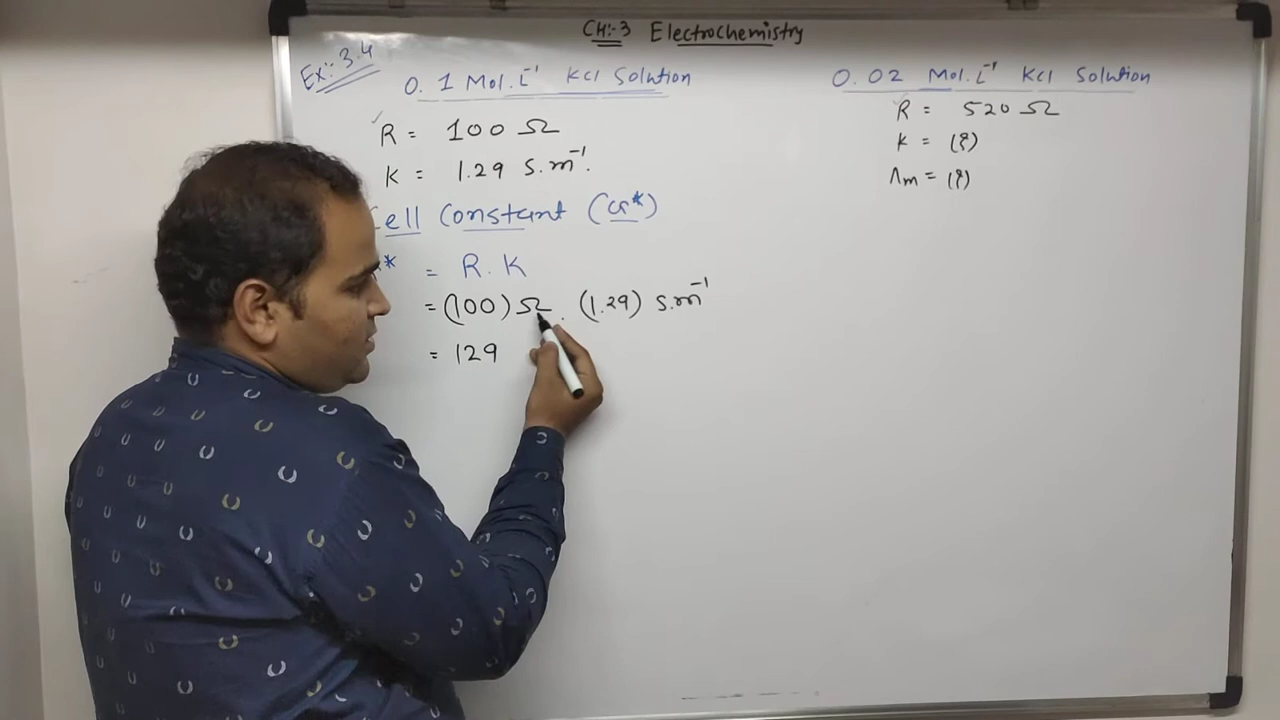 CH:-3 Electrochemistry
Ex:- 3.4
0.1 Mol.L⁻¹ KCl Solution
R = 100 Ω
K = 1.29 S.m⁻¹.
Cell Constant (G*)
* = R.K
= (100) Ω . (1.29) S.m⁻¹
= 129
0.02 Mol.L⁻¹ KCl Solution
R = 520 Ω
K = (?)
Λm = (?)